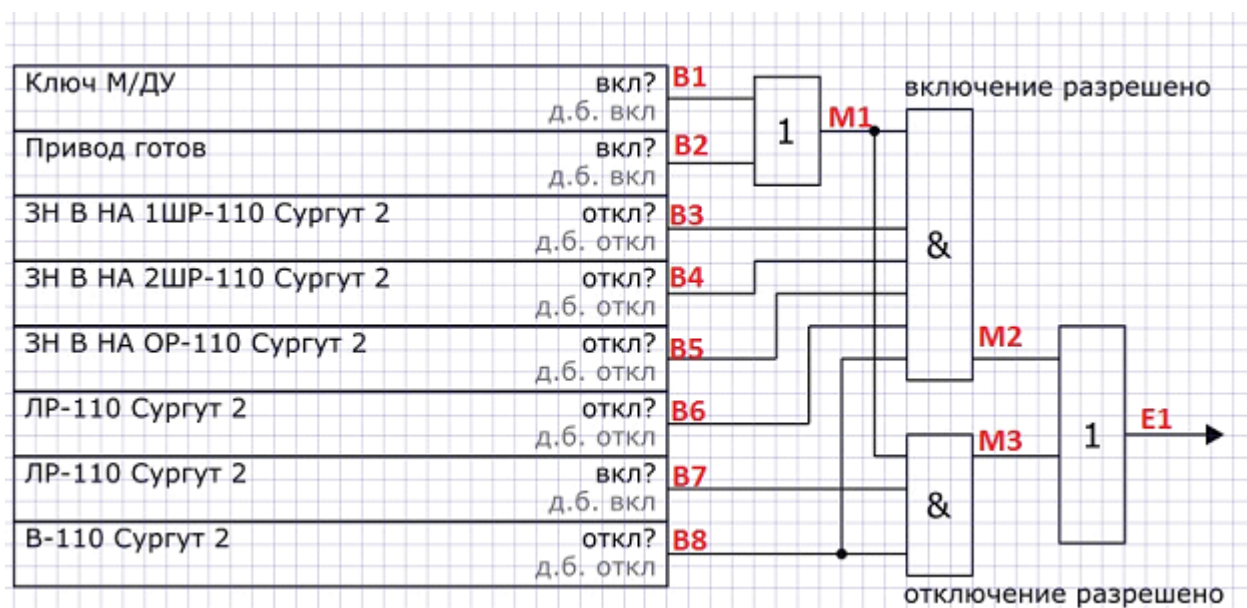 Ключ М/ДУ вкл? B1
д.б. вкл
Привод готов вкл? B2
д.б. вкл
ЗН В НА 1ШР-110 Сургут 2 откл? B3
д.б. откл
ЗН В НА 2ШР-110 Сургут 2 откл? B4
д.б. откл
ЗН В НА ОР-110 Сургут 2 откл? B5
д.б. откл
ЛР-110 Сургут 2 откл? B6
д.б. откл
ЛР-110 Сургут 2 вкл? B7
д.б. вкл
В-110 Сургут 2 откл? B8
д.б. откл
1
M1
включение разрешено
&
M2
&
M3
отключение разрешено
1
E1